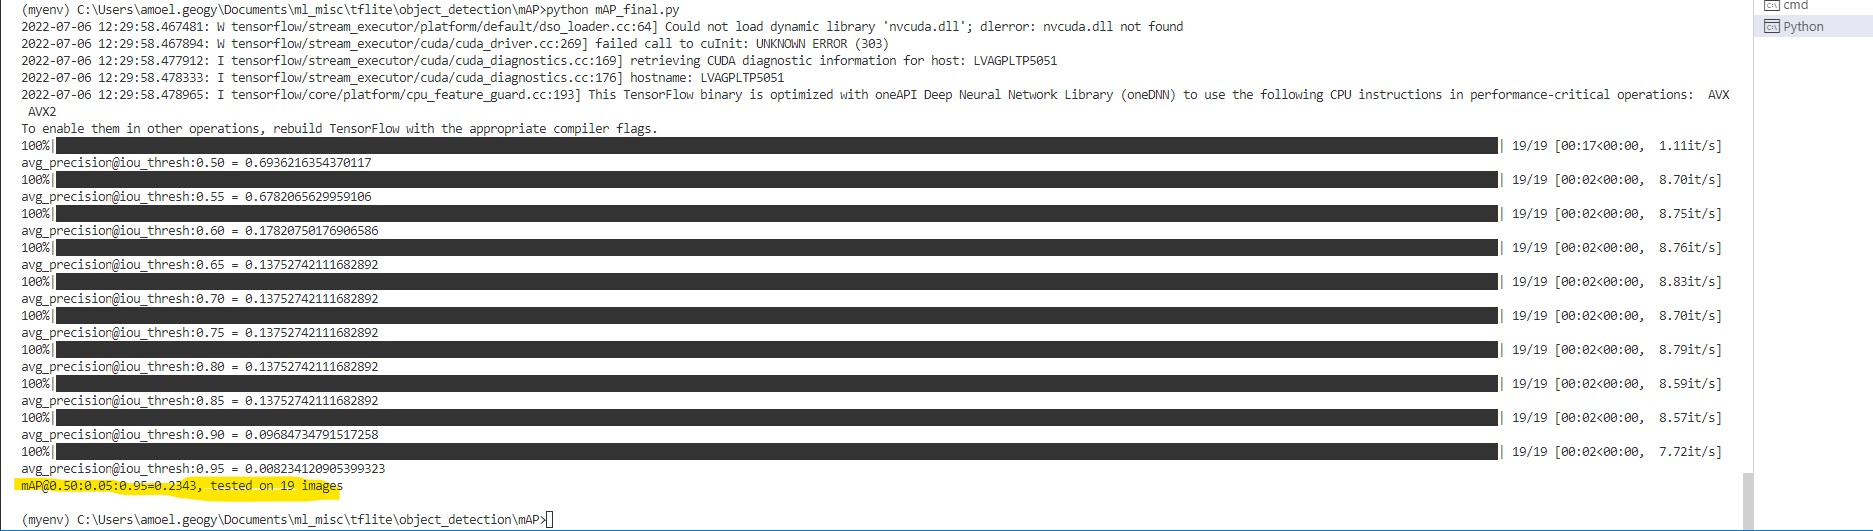 (myenv) C:\Users\amoel.geogy\Documents\ml_misc\tflite\object_detection\mAP>python mAP_final.py
2022-07-06 12:29:58.467481: W tensorflow/stream_executor/platform/default/dso_loader.cc:64] Could not load dynamic library 'nvcuda.dll'; dlerror: nvcuda.dll not found
2022-07-06 12:29:58.467894: W tensorflow/stream_executor/cuda/cuda_driver.cc:269] failed call to cuInit: UNKNOWN ERROR (303)
2022-07-06 12:29:58.477912: I tensorflow/stream_executor/cuda/cuda_diagnostics.cc:169] retrieving CUDA diagnostic information for host: LVAGPLTP5051
2022-07-06 12:29:58.478333: I tensorflow/stream_executor/cuda/cuda_diagnostics.cc:176] hostname: LVAGPLTP5051
2022-07-06 12:29:58.478965: I tensorflow/core/platform/cpu_feature_guard.cc:193] This TensorFlow binary is optimized with oneAPI Deep Neural Network Library (oneDNN) to use the following CPU instructions in performance-critical operations:  AVX
 AVX2
To enable them in other operations, rebuild TensorFlow with the appropriate compiler flags.
100%| | 19/19 [00:17<00:00,  1.11it/s]
avg_precision@iou_thresh:0.50 = 0.6936216354370117
100%| | 19/19 [00:02<00:00,  8.70it/s]
avg_precision@iou_thresh:0.55 = 0.6782065629959106
100%| | 19/19 [00:02<00:00,  8.75it/s]
avg_precision@iou_thresh:0.60 = 0.17820750176906586
100%| | 19/19 [00:02<00:00,  8.76it/s]
avg_precision@iou_thresh:0.65 = 0.13752742111682892
100%| | 19/19 [00:02<00:00,  8.83it/s]
avg_precision@iou_thresh:0.70 = 0.13752742111682892
100%| | 19/19 [00:02<00:00,  8.70it/s]
avg_precision@iou_thresh:0.75 = 0.13752742111682892
100%| | 19/19 [00:02<00:00,  8.79it/s]
avg_precision@iou_thresh:0.80 = 0.13752742111682892
100%| | 19/19 [00:02<00:00,  8.59it/s]
avg_precision@iou_thresh:0.85 = 0.13752742111682892
100%| | 19/19 [00:02<00:00,  8.57it/s]
avg_precision@iou_thresh:0.90 = 0.09684734791517258
100%| | 19/19 [00:02<00:00,  7.72it/s]
avg_precision@iou_thresh:0.95 = 0.008234120905399323
mAP@0.50:0.05:0.95=0.2343, tested on 19 images
(myenv) C:\Users\amoel.geogy\Documents\ml_misc\tflite\object_detection\mAP>
cmd
Python